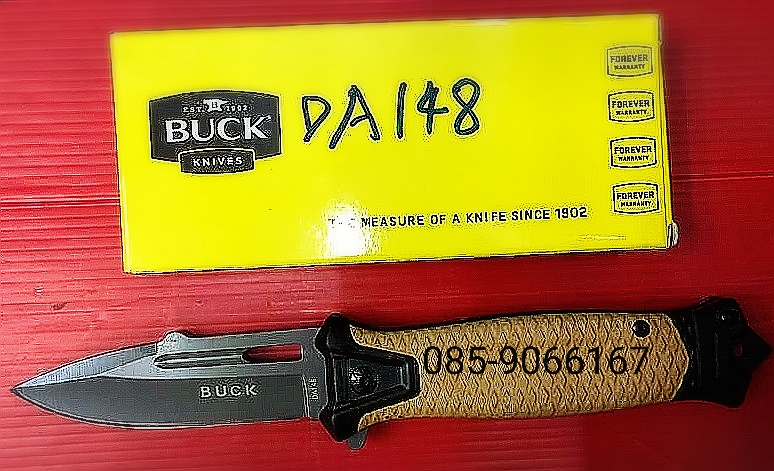 EST. 1902
BUCK
KNIVES
DA148
FOREVER
WARRANTY
FOREVER
WARRANTY
FOREVER
WARRANTY
FOREVER
WARRANTY
THE MEASURE OF A KNIFE SINCE 1902
BUCK
DA148
085-9066167